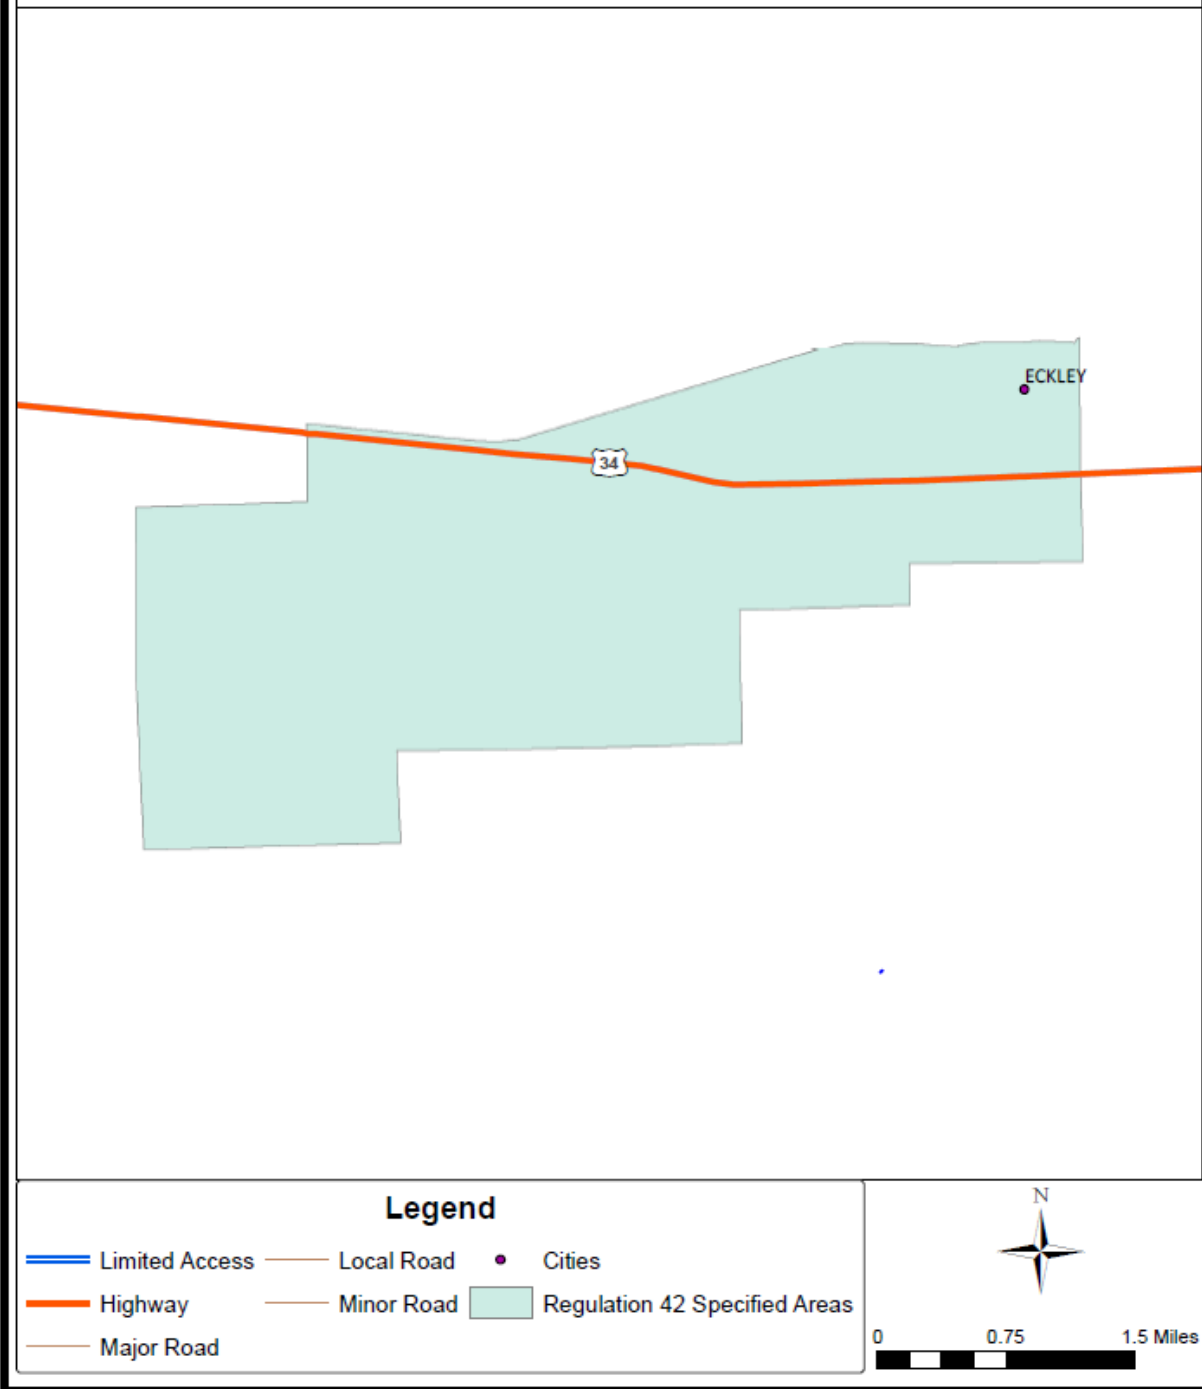 ECKLEY
34
Legend
Limited Access
Local Road
Cities
Highway
Minor Road
Regulation 42 Specified Areas
Major Road
N
0 0.75 1.5 Miles